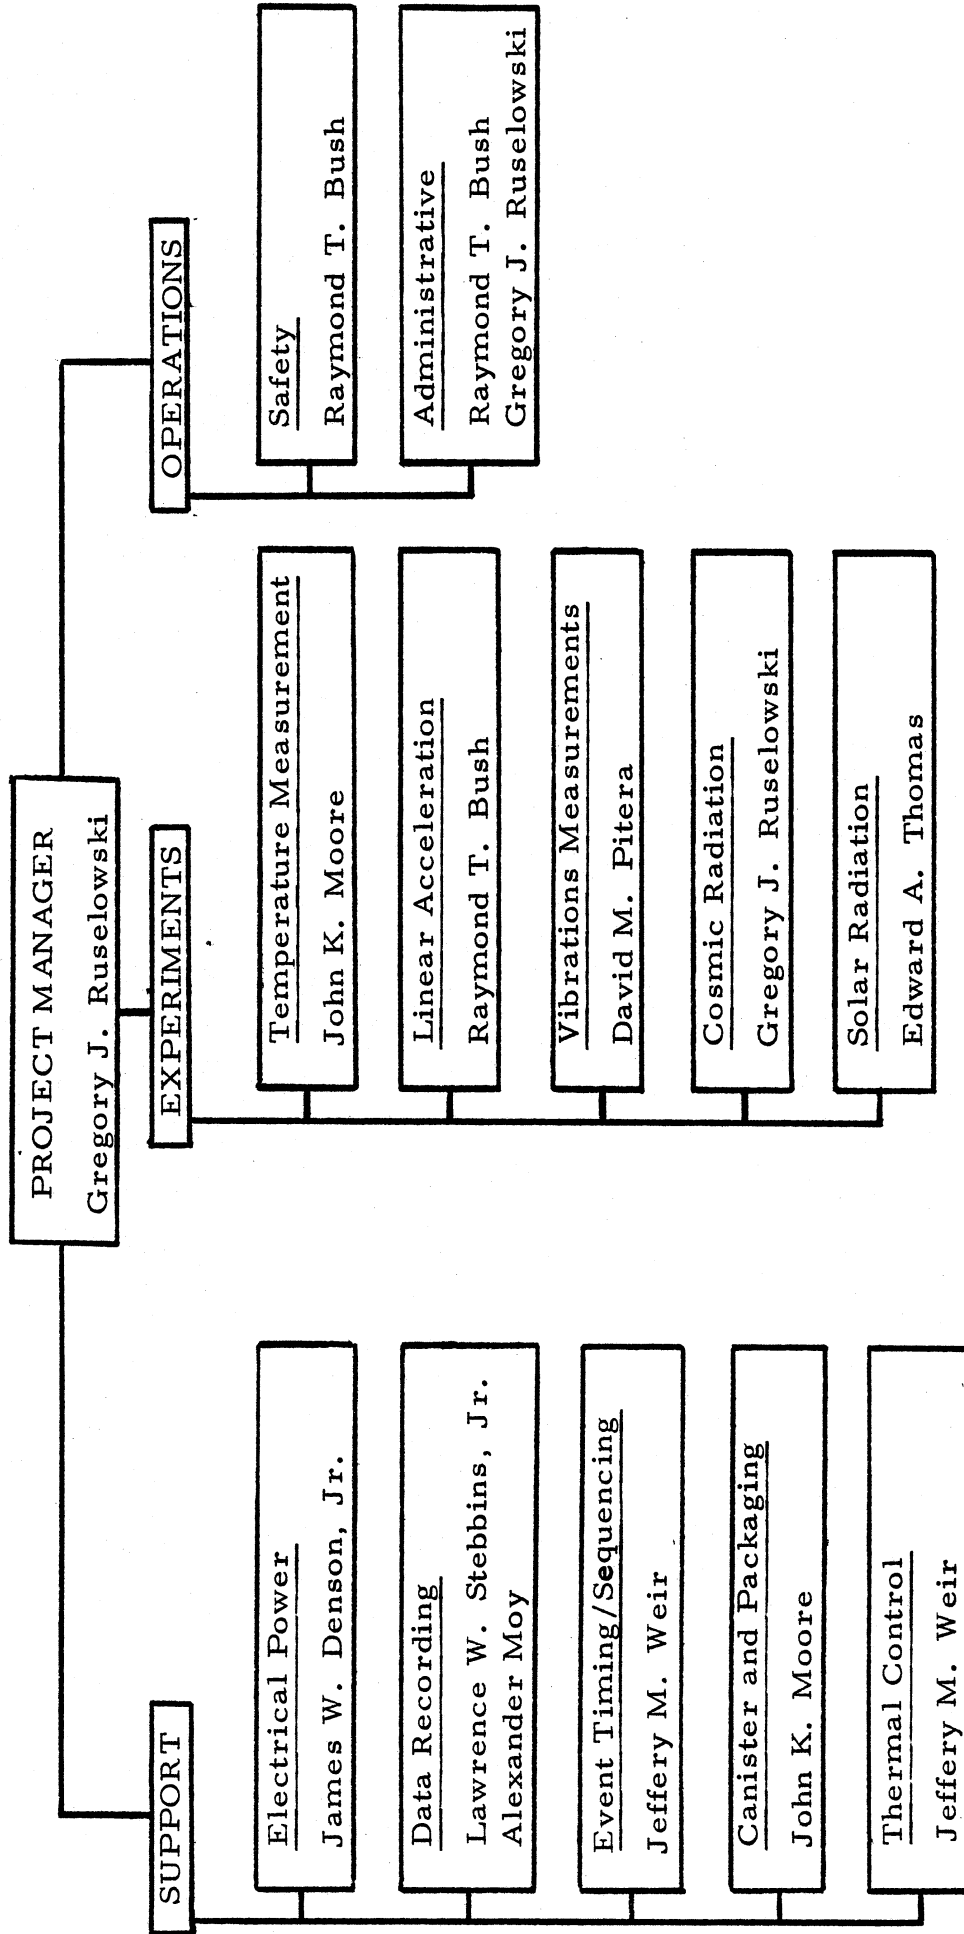 PROJECT MANAGER
Gregory J. Ruselowski
SUPPORT
Electrical Power
James W. Denson, Jr.
Data Recording
Lawrence W. Stebbins, Jr.
Alexander Moy
Event Timing/Sequencing
Jeffery M. Weir
Canister and Packaging
John K. Moore
Thermal Control
Jeffery M. Weir
EXPERIMENTS
Temperature Measurement
John K. Moore
Linear Acceleration
Raymond T. Bush
Vibrations Measurements
David M. Pitera
Cosmic Radiation
Gregory J. Ruselowski
Solar Radiation
Edward A. Thomas
OPERATIONS
Safety
Raymond T. Bush
Administrative
Raymond T. Bush
Gregory J. Ruselowski